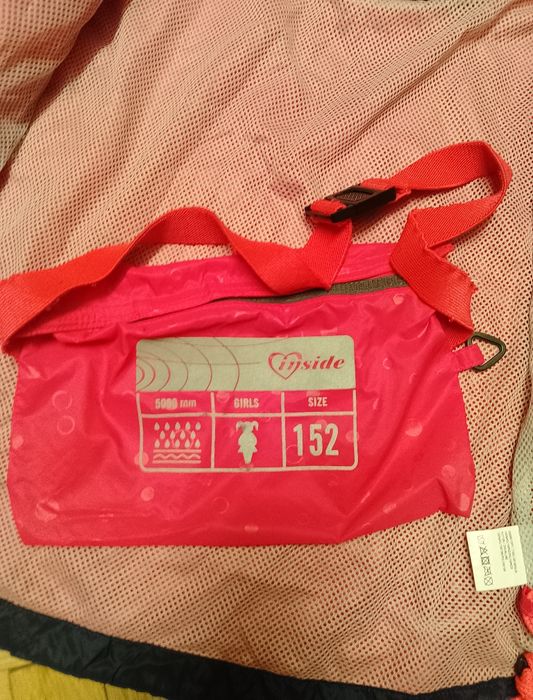 inside
5000 mm
GIRLS
SIZE
152